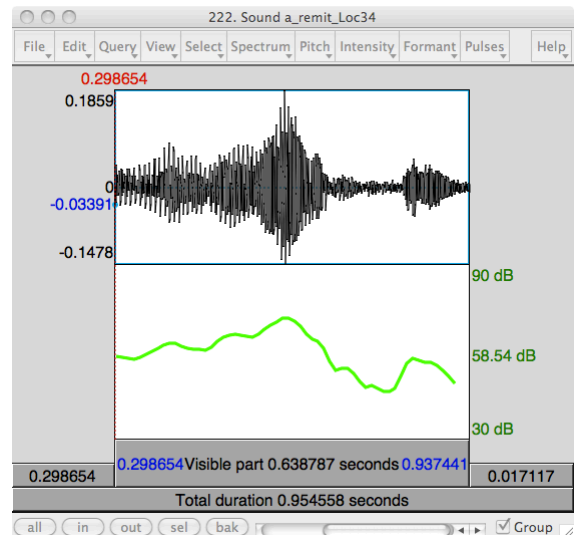 222. Sound a_remit_Loc34
File Edit Query View Select Spectrum Pitch Intensity Formant Pulses Help
0.298654
0.1859
0
-0.03391
-0.1478
90 dB
58.54 dB
30 dB
0.298654 Visible part 0.638787 seconds 0.937441
0.298654 0.017117
Total duration 0.954558 seconds
all in out sel bak Group